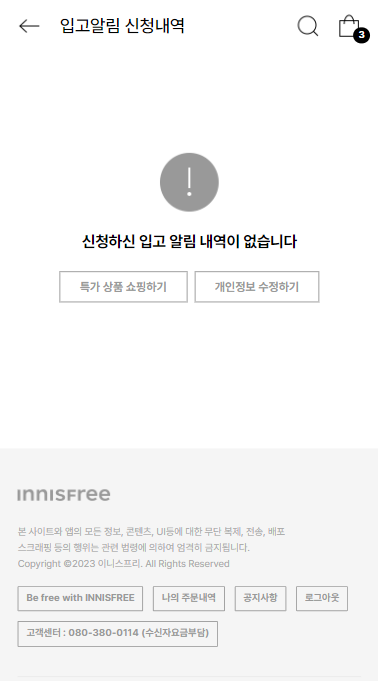 입고알림 신청내역
3
신청하신 입고 알림 내역이 없습니다
특가 상품 쇼핑하기
개인정보 수정하기
INNISFREE
본 사이트와 앱의 모든 정보, 콘텐츠, UI등에 대한 무단 복제, 전송, 배포
스크래핑 등의 행위는 관련 법령에 의하여 엄격히 금지됩니다.
Copyright ©2023 이니스프리. All Rights Reserved
Be free with INNISFREE
나의 주문내역
공지사항
로그아웃
고객센터 : 080-380-0114 (수신자요금부담)